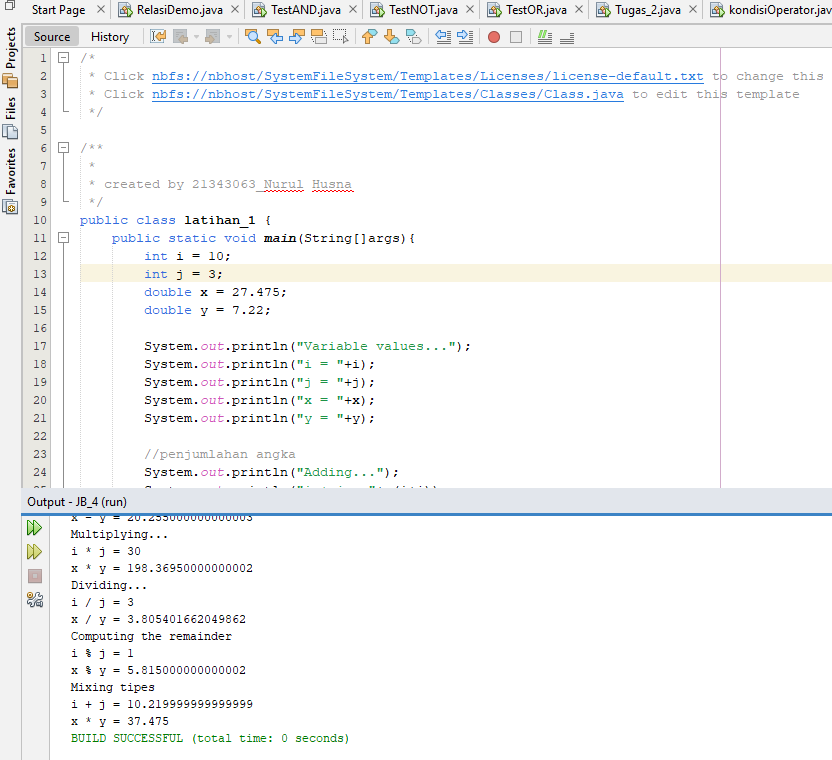 Start Page RelasiDemo.java TestAND.java TestNOT.java TestOR.java Tugas_2.java kondisiOperator.jav
Projects
Files
Favorites
Source History
1 /*
2 * Click nbfs://nbhost/SystemFileSystem/Templates/Licenses/license-default.txt to change this
3 * Click nbfs://nbhost/SystemFileSystem/Templates/Classes/Class.java to edit this template
4 */
5
6 /**
7 *
8 * created by 21343063_Nurul Husna
9 */
10 public class latihan_1 {
11 public static void main(String[]args){
12 int i = 10;
13 int j = 3;
14 double x = 27.475;
15 double y = 7.22;
16
17 System.out.println("Variable values...");
18 System.out.println("i = "+i);
19 System.out.println("j = "+j);
20 System.out.println("x = "+x);
21 System.out.println("y = "+y);
22
23 //penjumlahan angka
24 System.out.println("Adding...");
Output - JB_4 (run)
x - y = 20.255000000000003
Multiplying...
i * j = 30
x * y = 198.36950000000002
Dividing...
i / j = 3
x / y = 3.805401662049862
Computing the remainder
i % j = 1
x % y = 5.815000000000002
Mixing tipes
i + j = 10.219999999999999
x * y = 37.475
BUILD SUCCESSFUL (total time: 0 seconds)